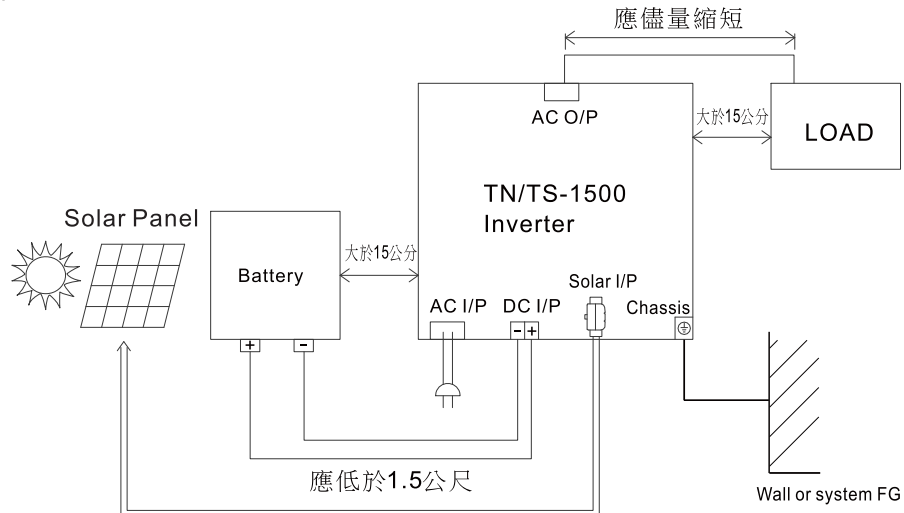 應儘量縮短
AC O/P
大於15公分
LOAD
TN/TS-1500
Inverter
Solar Panel
Battery
大於15公分
Solar I/P
AC I/P
DC I/P
Chassis
- +
+ -
應低於1.5公尺
Wall or system FG